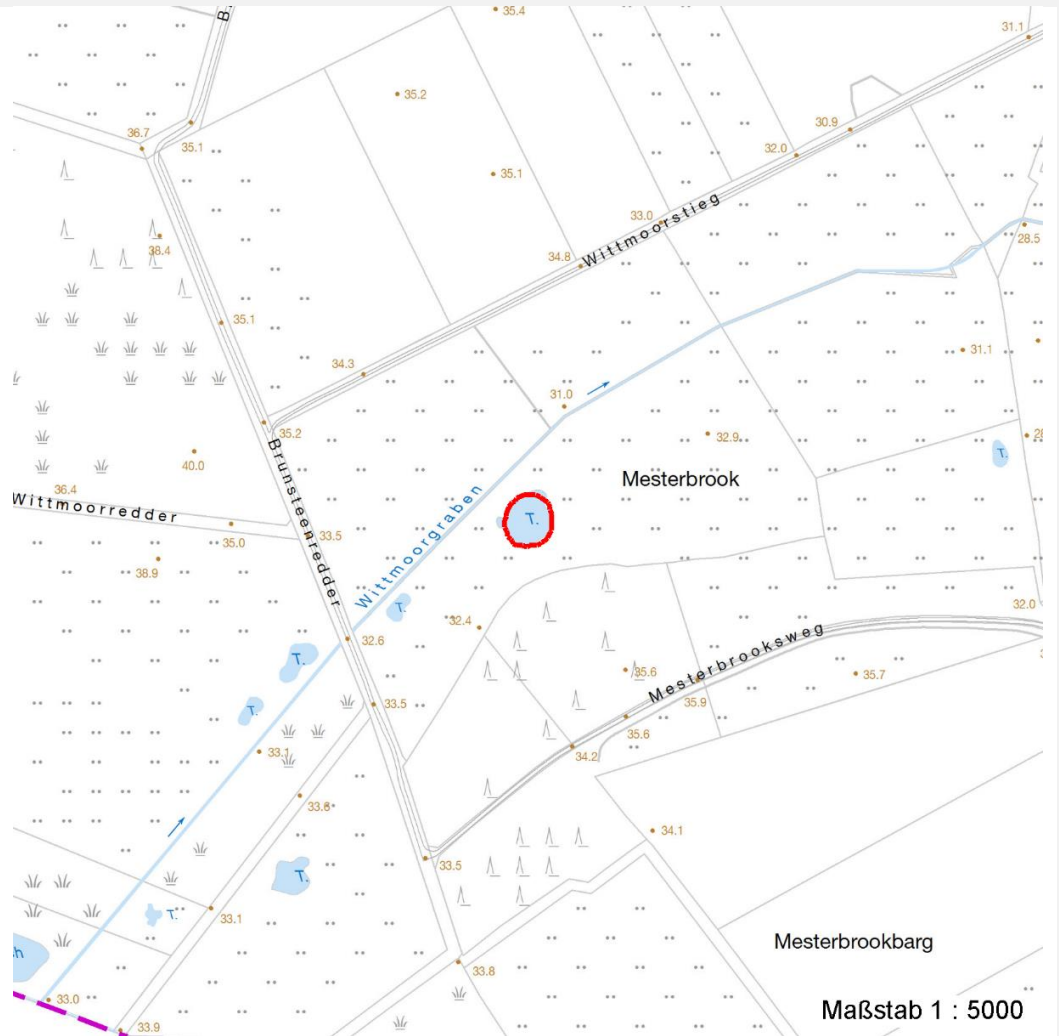 B.
35.4
31.1
35.2
36.7
35.1
30.9
32.0
35.1
33.0
Wittmoorstieg
38.4
34.8
28.5
35.1
34.3
31.1
31.0
35.2
32.9
28
40.0
T.
Mesterbrook
36.4
Wittmoorredder
Brunsteenredder
Wittmoorgraben
T.
33.5
35.0
38.9
T.
32.4
32.0
32.6
T.
Mesterbrooksweg
35.6
35.7
T.
33.5
35.9
35.6
33.1
34.2
33.8
34.1
33.5
T.
T.
33.1
Mesterbrookbarg
h
33.8
33.0
Maßstab 1 : 5000
33.9